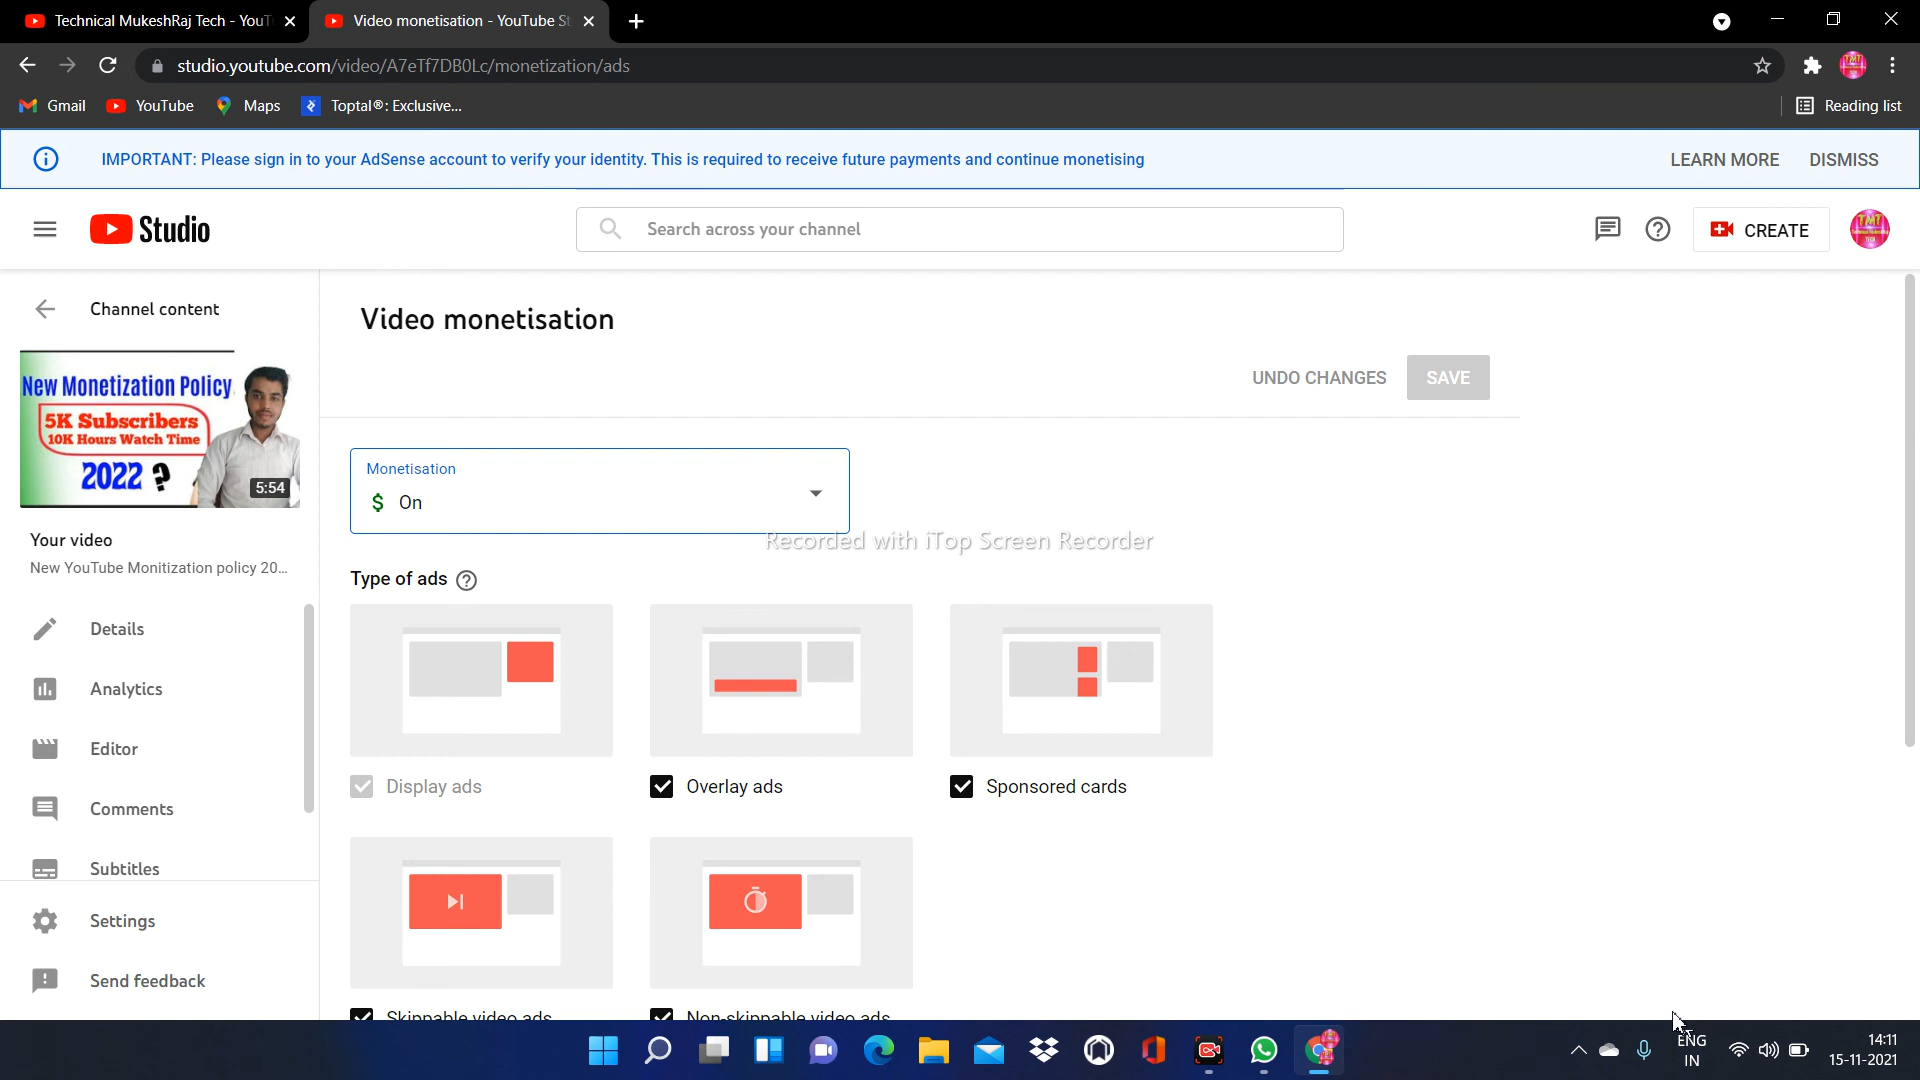 Technical MukeshRaj Tech - YouT
Video monetisation - YouTube St
studio.youtube.com/video/A7eTf7DB0Lc/monetization/ads
Gmail
YouTube
Maps
Toptal®: Exclusive...
Reading list
IMPORTANT: Please sign in to your AdSense account to verify your identity. This is required to receive future payments and continue monetising
LEARN MORE
DISMISS
Studio
Search across your channel
CREATE
Channel content
New Monetization Policy
5K Subscribers
10K Hours Watch Time
2022 ?
5:54
Your video
New YouTube Monitization policy 20...
Details
Analytics
Editor
Comments
Subtitles
Settings
Send feedback
Video monetisation
UNDO CHANGES
SAVE
Monetisation
$ On
Recorded with iTop Screen Recorder
Type of ads
Display ads
Overlay ads
Sponsored cards
Skippable video ads
Non-skippable video ads
ENG
IN
14:11
15-11-2021